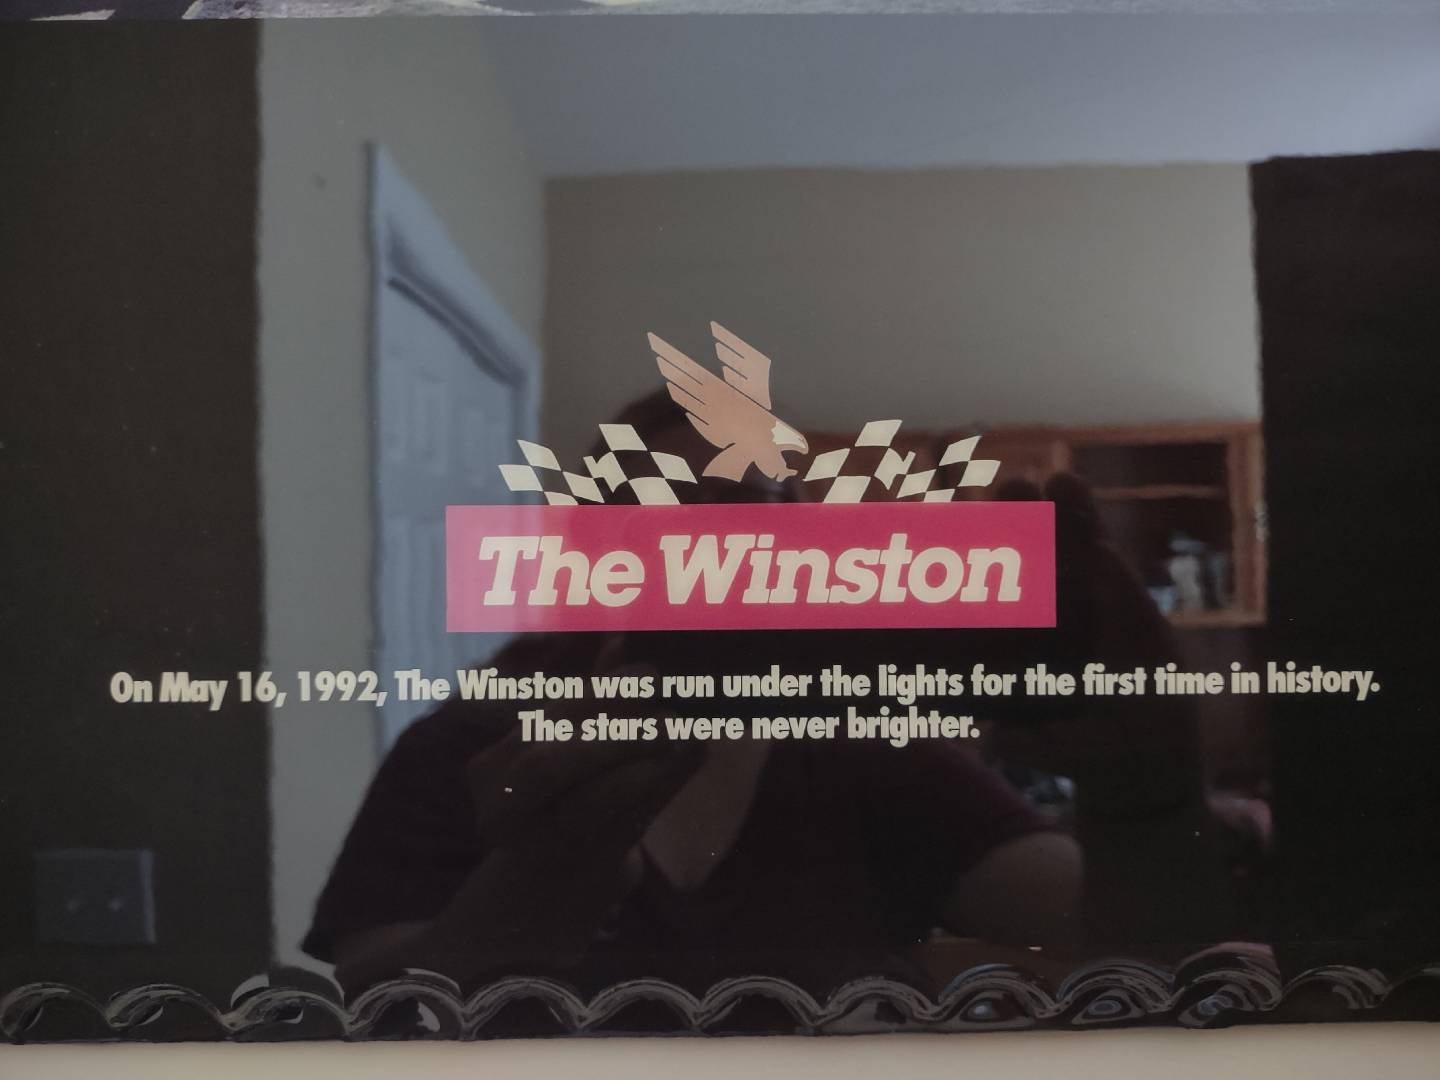 The Winston
On May 16, 1992, The Winston was run under the lights for the first time in history.
The stars were never brighter.